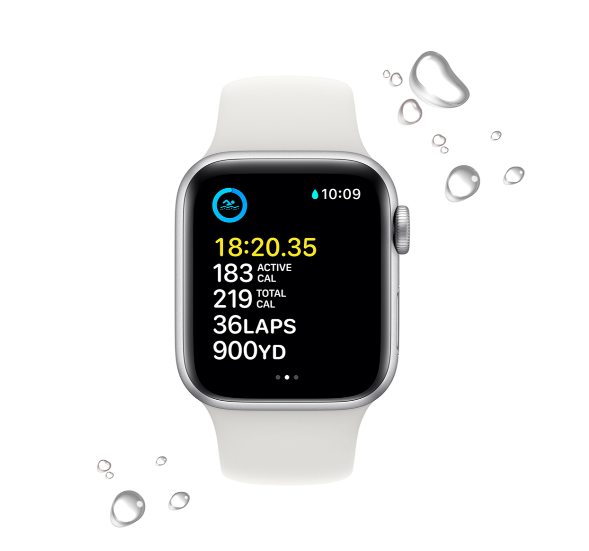 10:09
18:20.35
183 ACTIVE CAL
219 TOTAL CAL
36LAPS
900YD